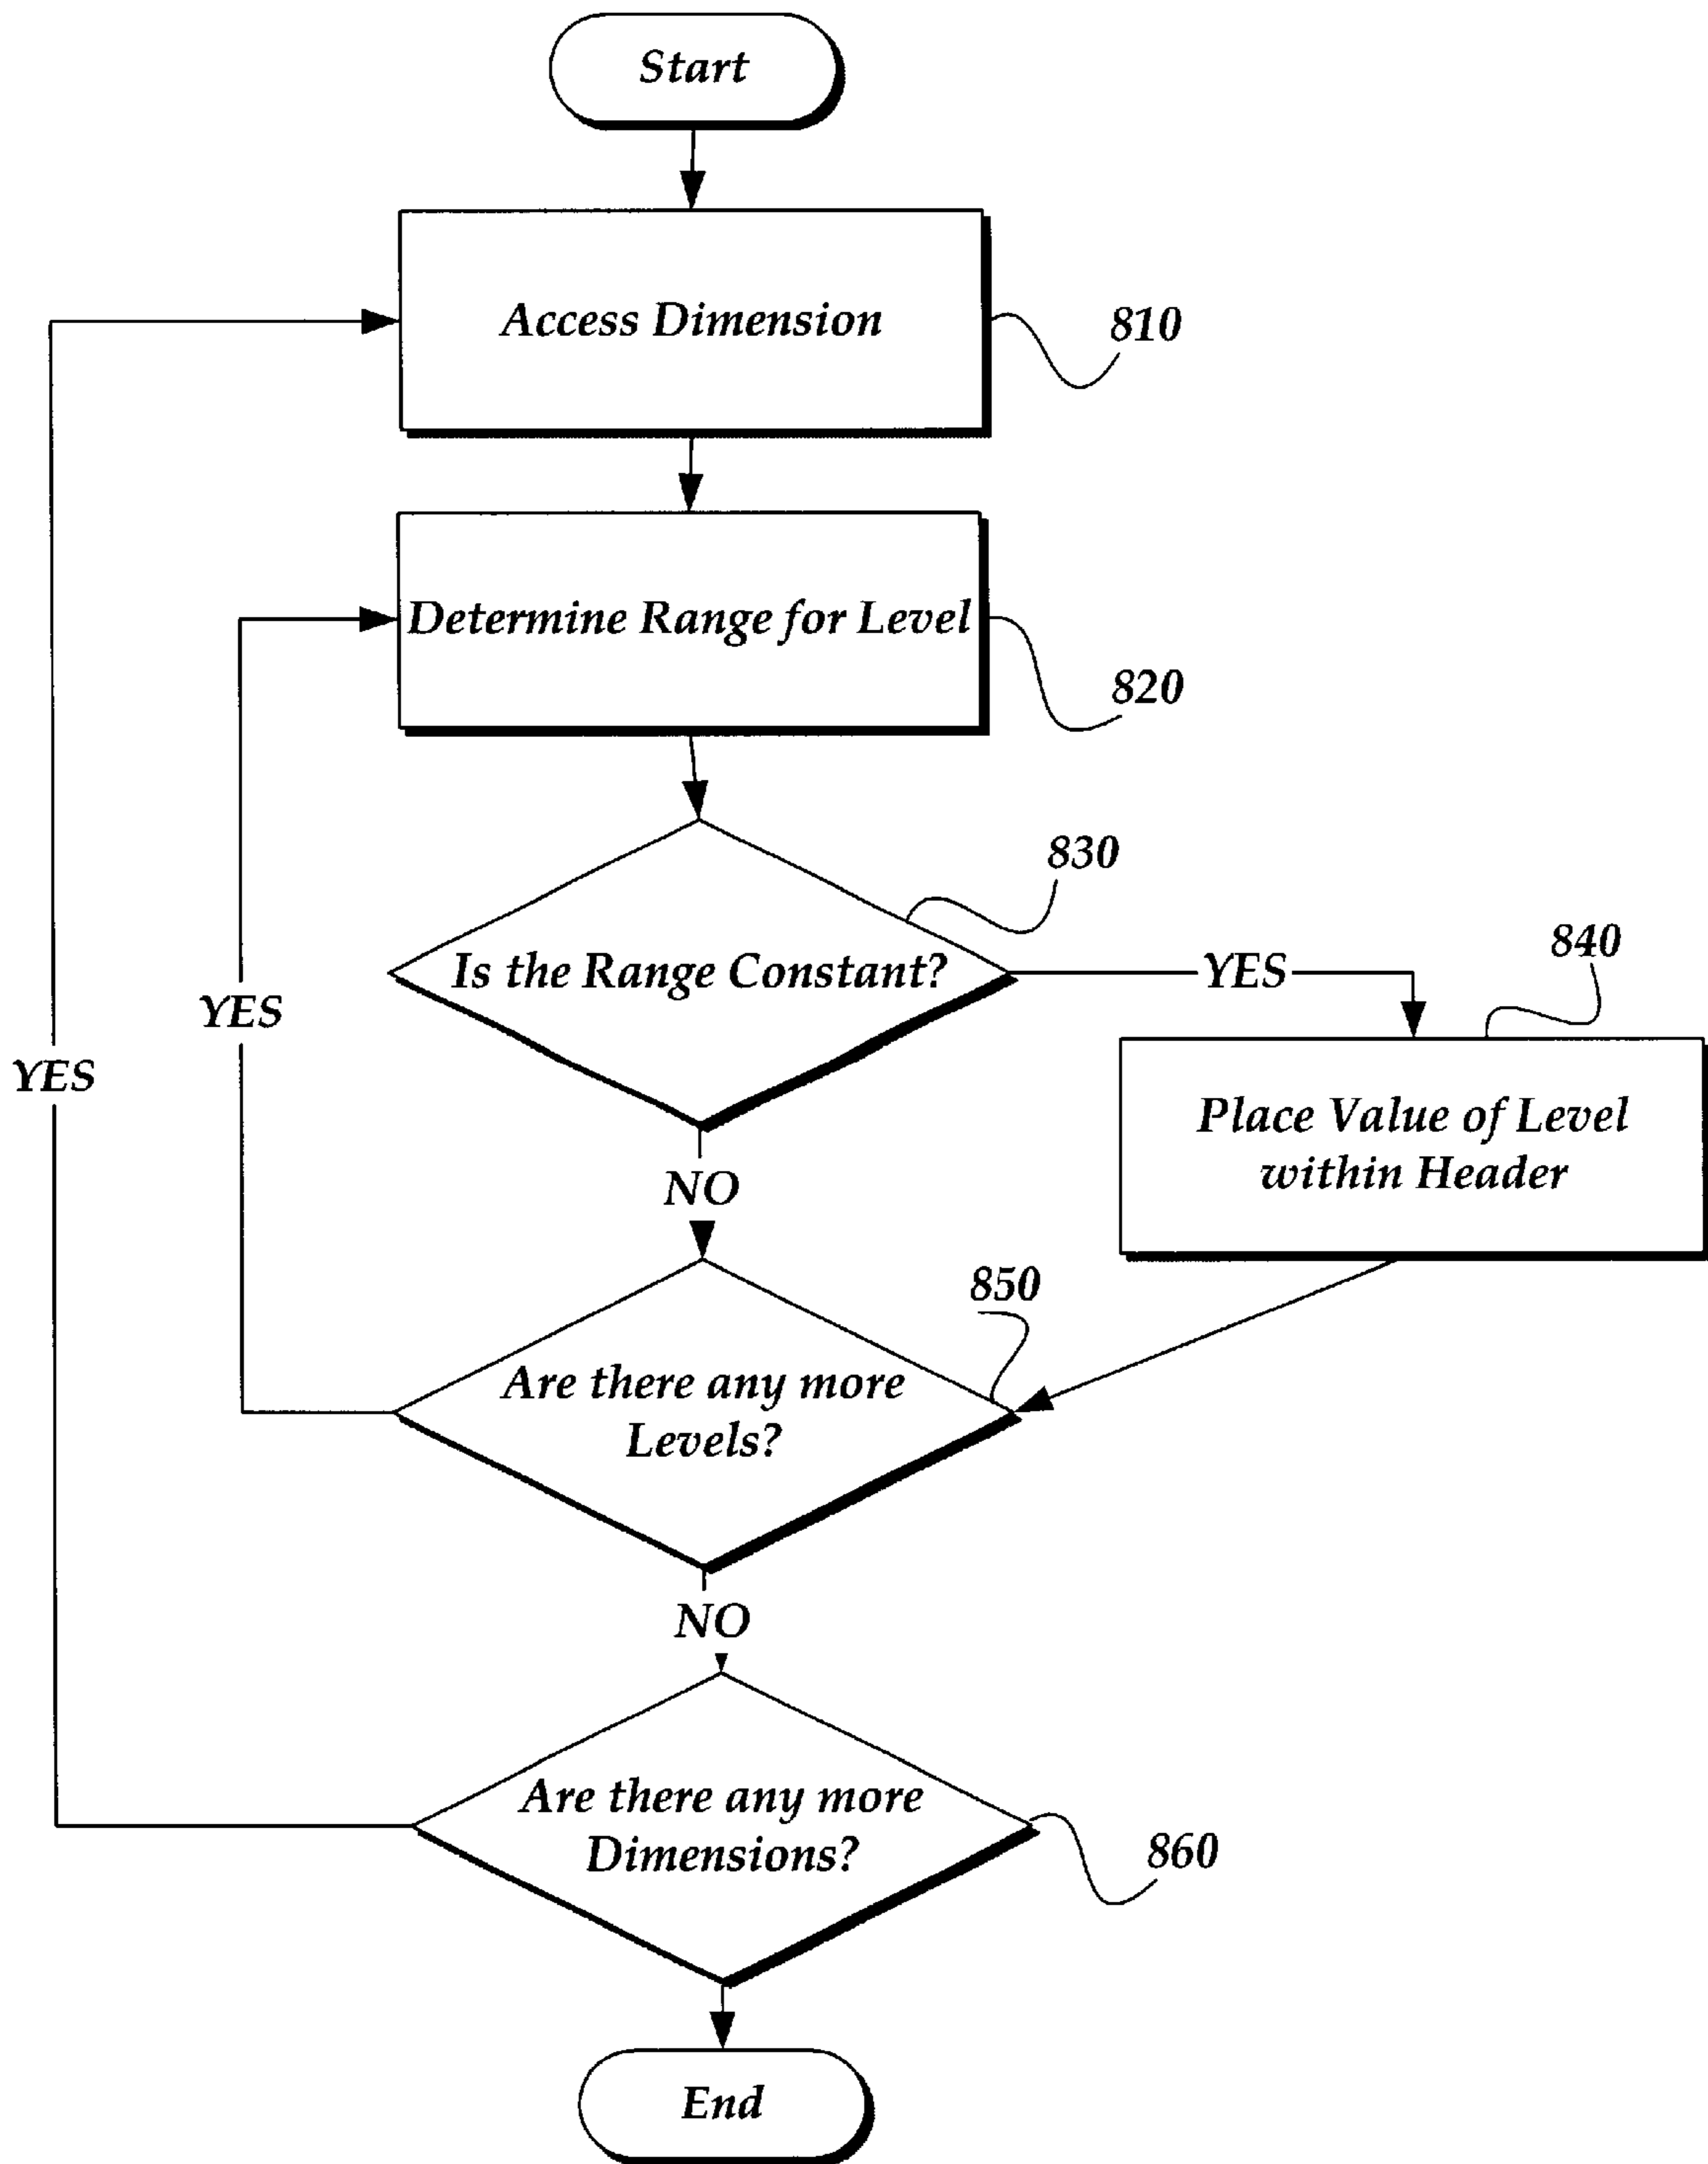 Start
Access Dimension
810
Determine Range for Level
820
830
Is the Range Constant?
YES
840
YES
YES
Place Value of Level
within Header
NO
850
Are there any more
Levels?
NO
Are there any more
Dimensions?
860
End